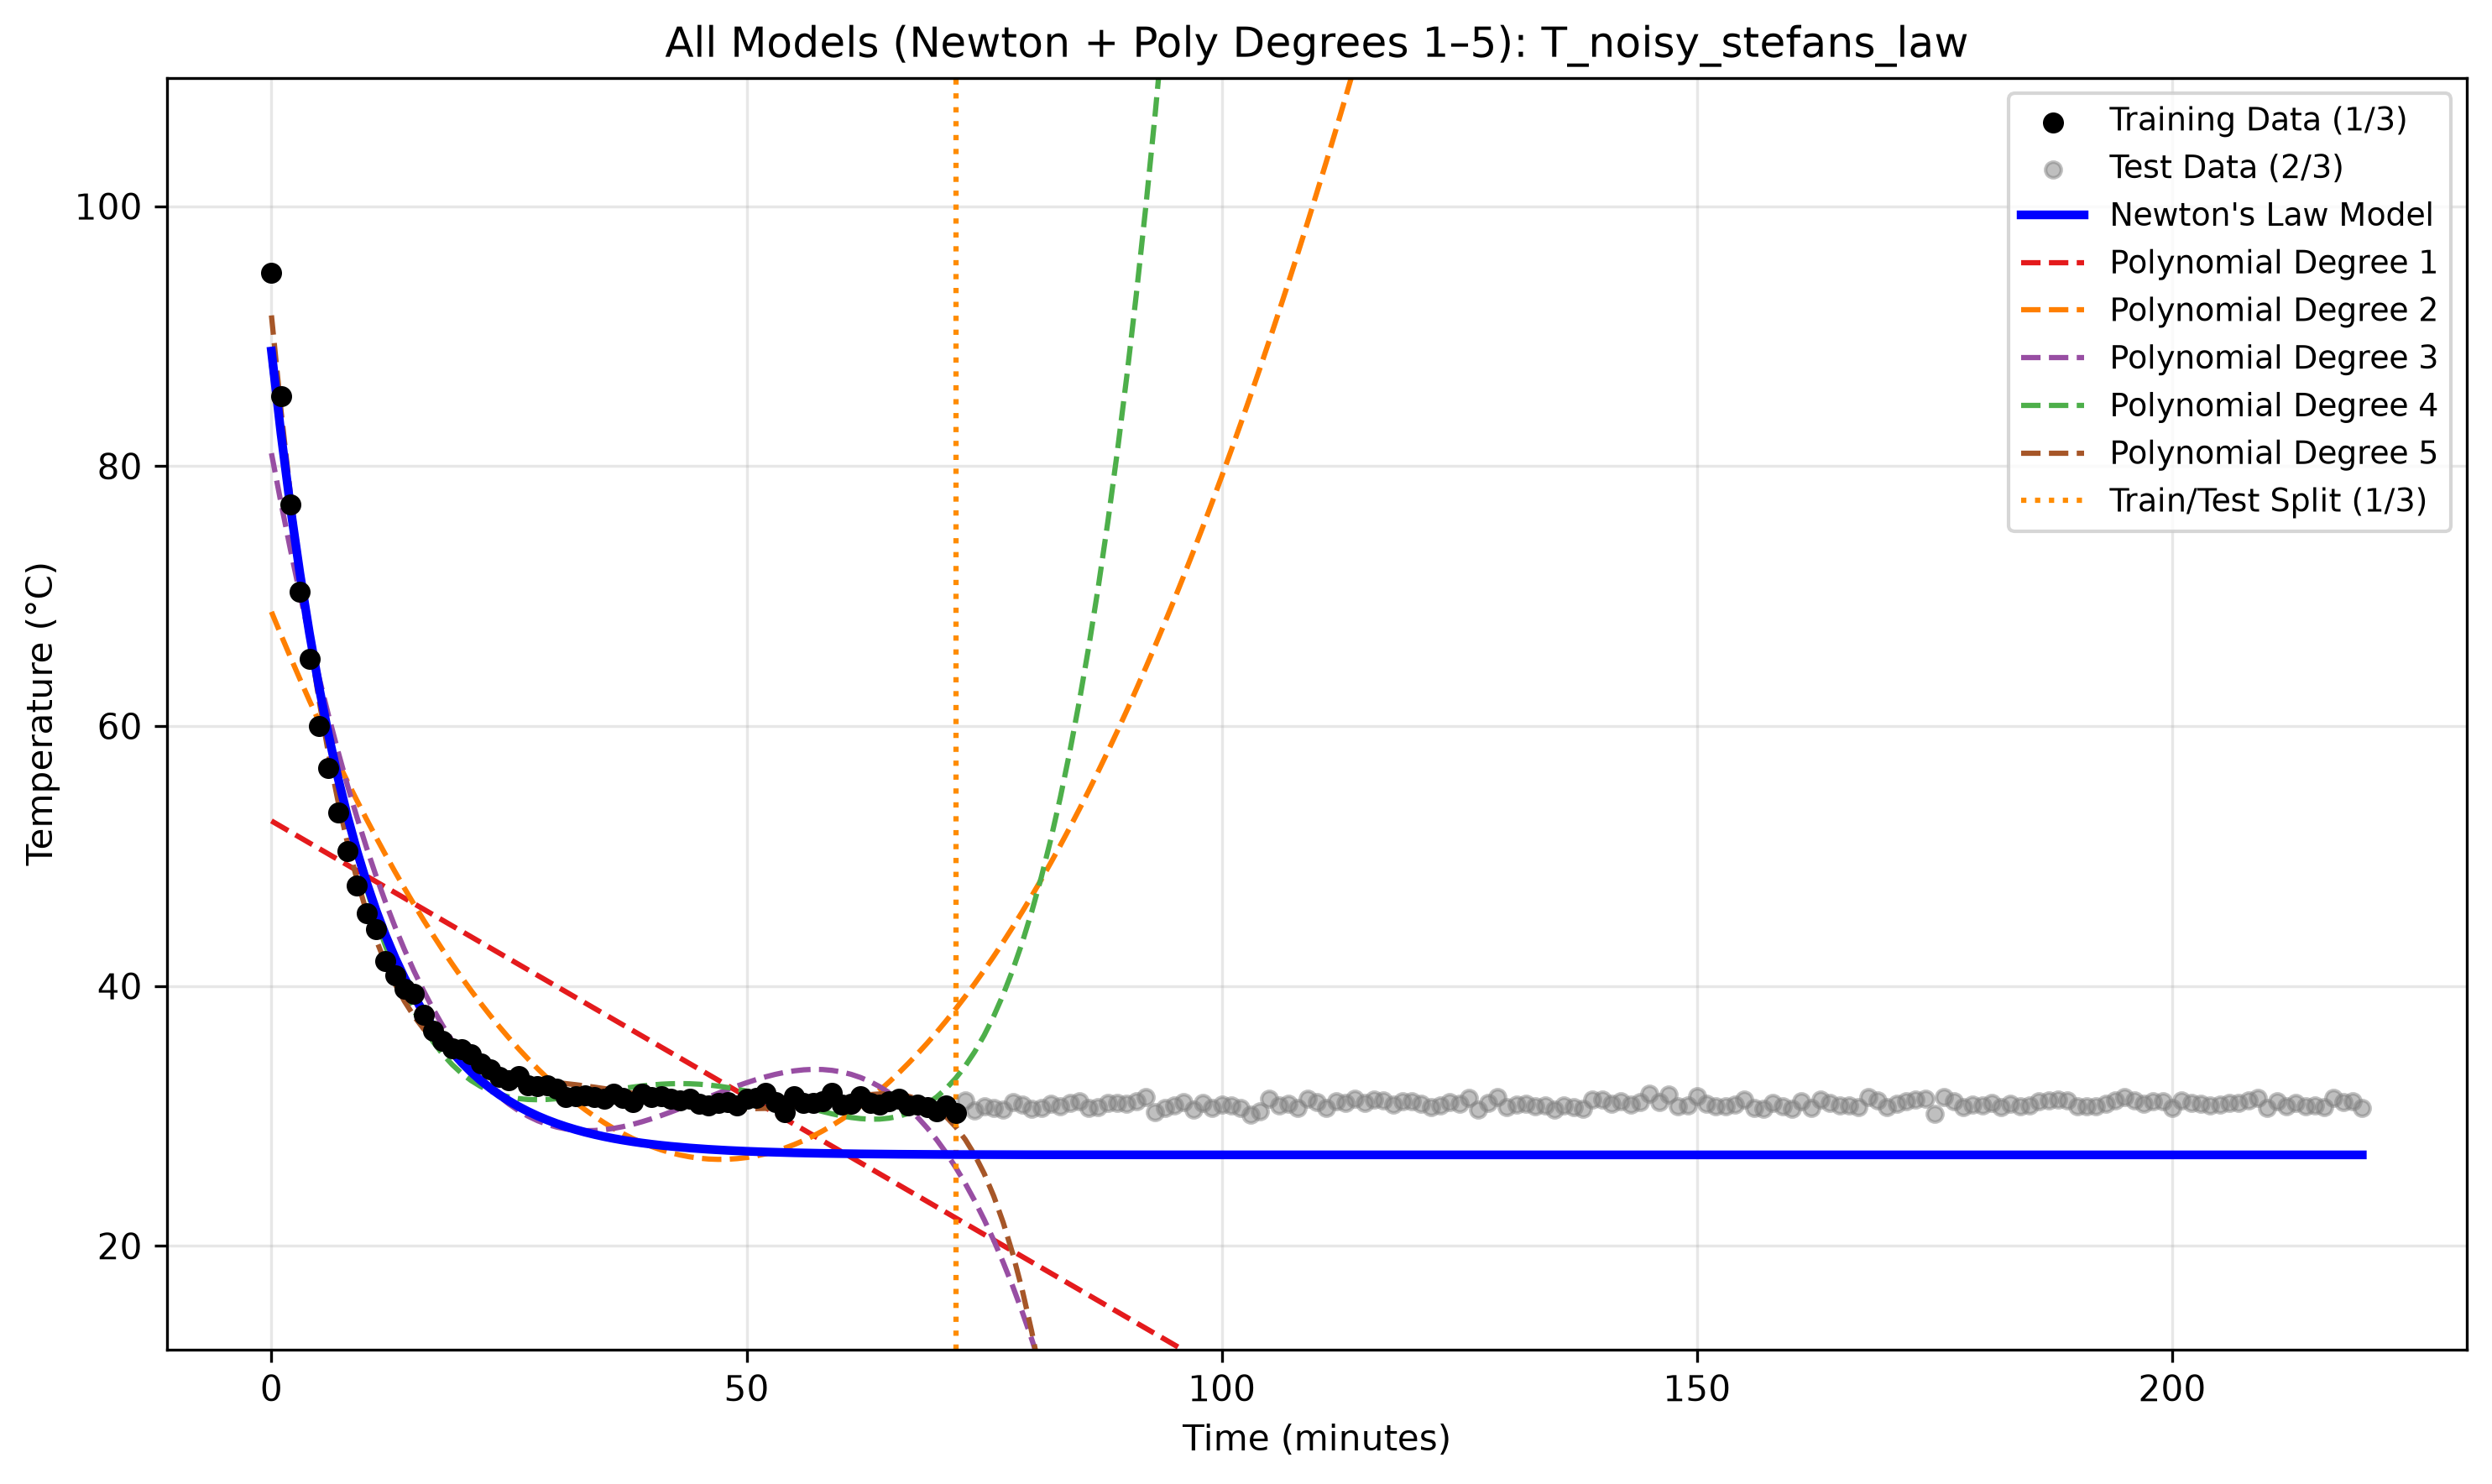 All Models (Newton + Poly Degrees 1–5): T_noisy_stefans_law
Training Data (1/3)
Test Data (2/3)
Newton's Law Model
Polynomial Degree 1
Polynomial Degree 2
Polynomial Degree 3
Polynomial Degree 4
Polynomial Degree 5
Train/Test Split (1/3)
Temperature (°C)
100
80
60
40
20
0
50
100
150
200
Time (minutes)